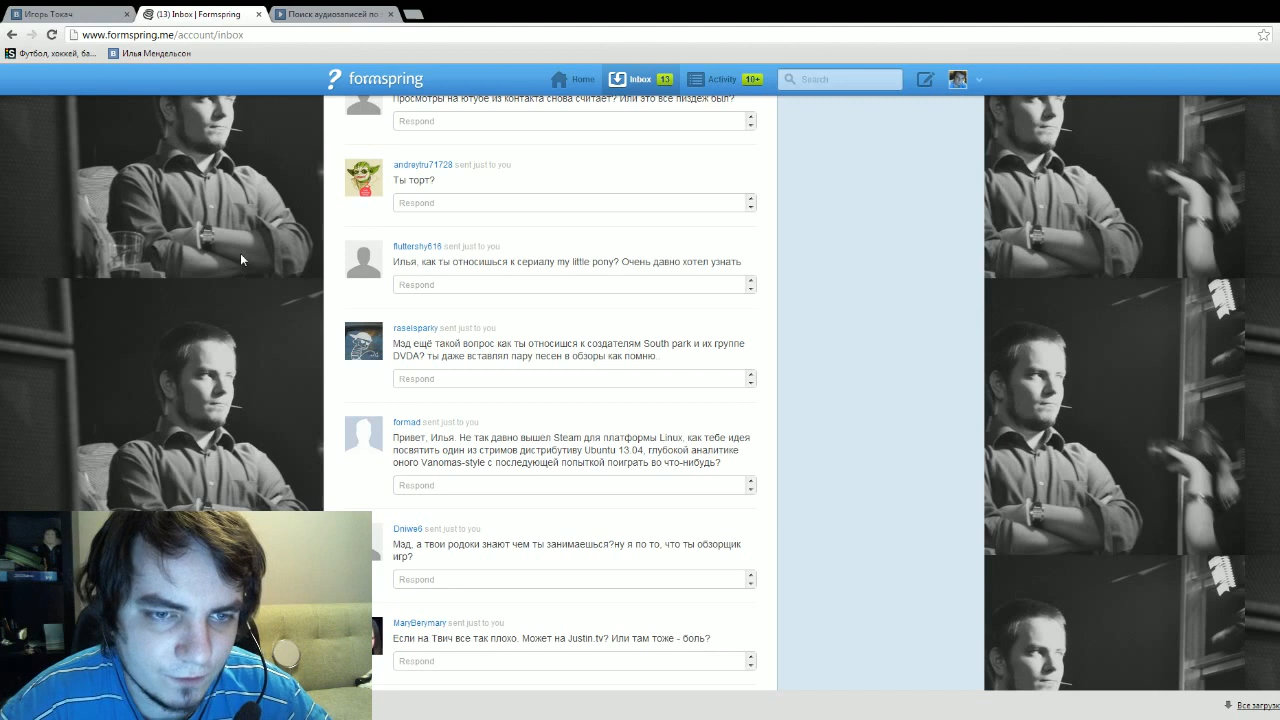 Игорь Токач
(13) Inbox | Formspring
Поиск аудиозаписей по
www.formspring.me/account/inbox
Футбол, хоккей, ба...
Илья Мендельсон
? formspring
Home
Inbox 13
Activity 10+
Search
Просмотры на ютубе из контакта снова считает? Или это все пиздеж был?
Respond
andreytru71728 sent just to you
Ты торт?
Respond
fluttershy616 sent just to you
Илья, как ты относишься к сериалу my little pony? Очень давно хотел узнать
Respond
raseisparky sent just to you
Мэд ещё такой вопрос как ты относишся к создателям South park и их группе
DVDA? ты даже вставлял пару песен в обзоры как помню..
Respond
formad sent just to you
Привет, Илья. Не так давно вышел Steam для платформы Linux, как тебе идея
посвятить один из стримов дистрибутиву Ubuntu 13.04, глубокой аналитике
оного Vanomas-style с последующей попыткой поиграть во что-нибудь?
Respond
Dniwe6 sent just to you
Мэд, а твои родоки знают чем ты занимаешься?ну я по то, что ты обзорщик
игр?
Respond
MaryBerymary sent just to you
Если на Твич все так плохо. Может на Justin.tv? Или там тоже - боль?
Respond
Все загрузк